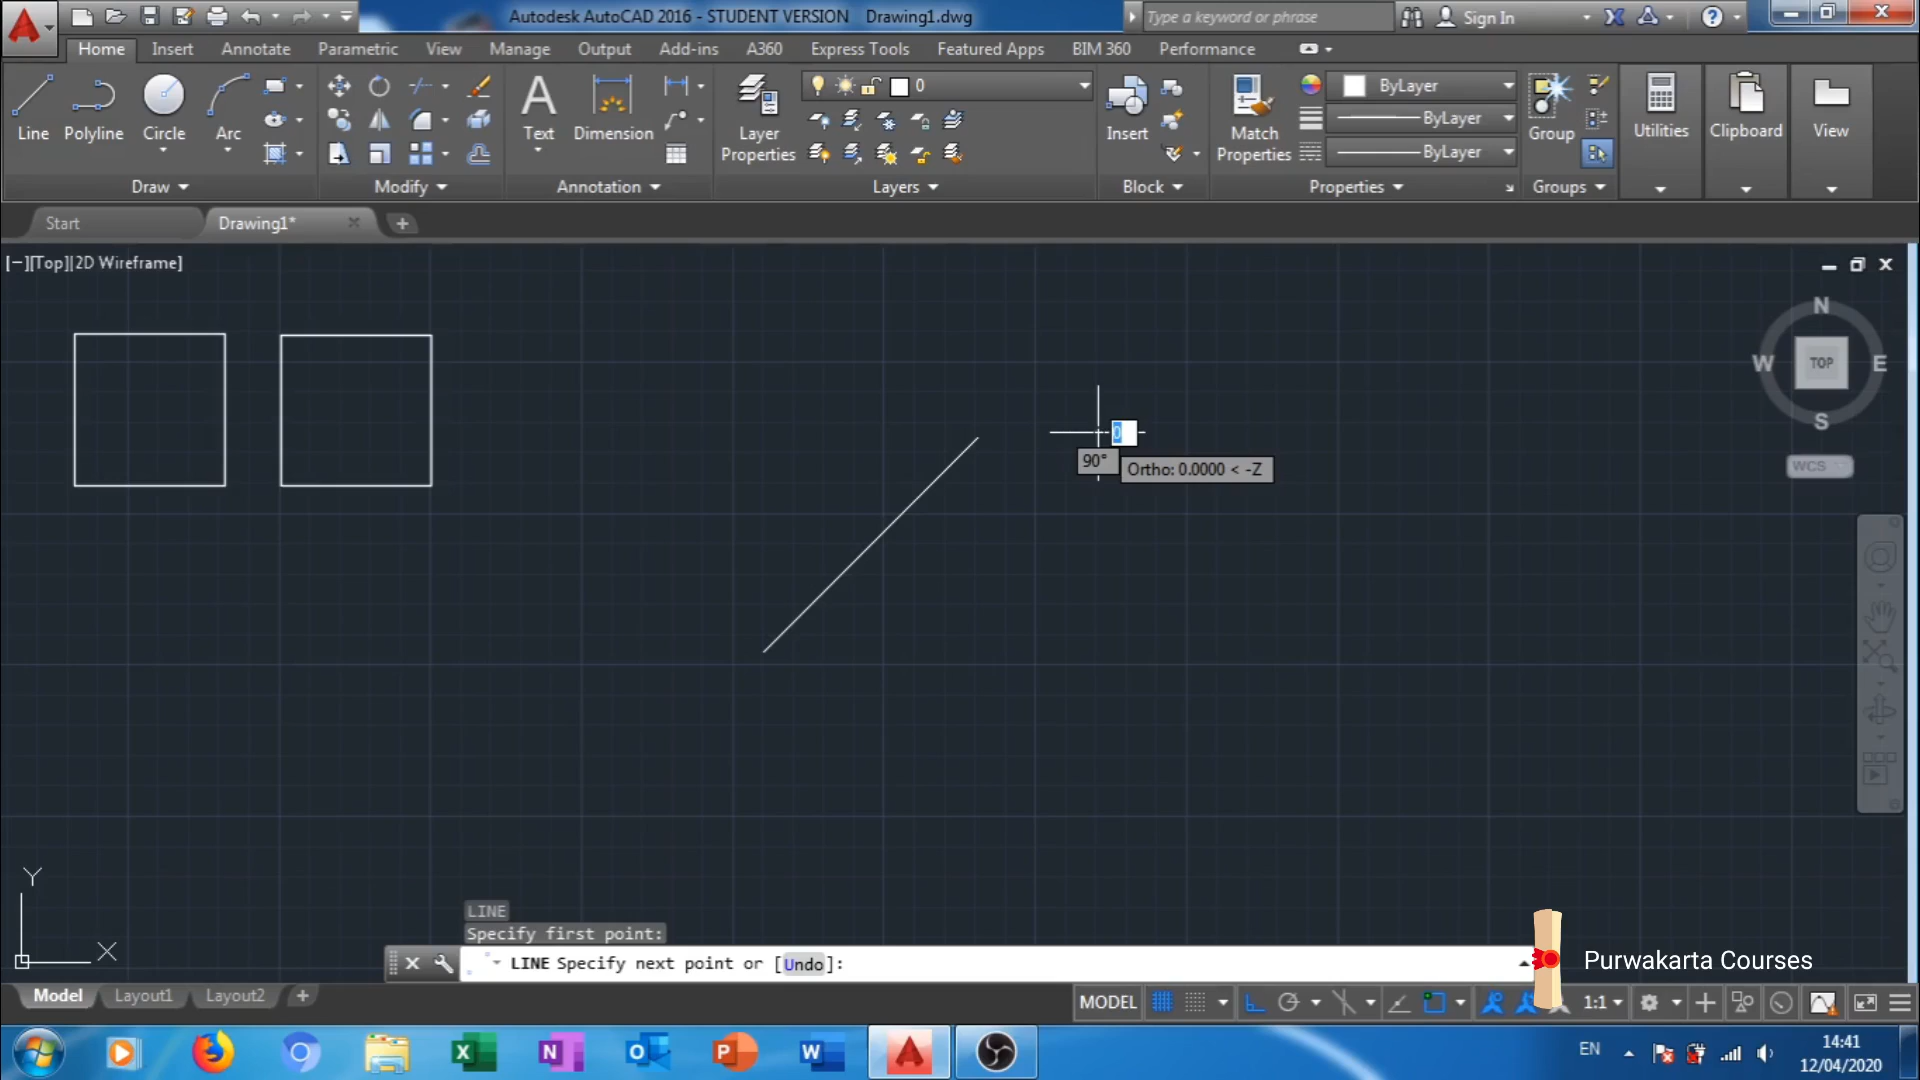 Autodesk AutoCAD 2016 - STUDENT VERSION Drawing1.dwg
Type a keyword or phrase
Sign In
Home Insert Annotate Parametric View Manage Output Add-ins A360 Express Tools Featured Apps BIM 360 Performance
Line Polyline Circle Arc
Text Dimension
Layer Properties
0
Insert
Match Properties
ByLayer
ByLayer
ByLayer
Group
Utilities
Clipboard
View
Draw Modify Annotation Layers Block Properties Groups
Start Drawing1*
[−][Top][2D Wireframe]
N
W TOP E
S
WCS
0
90° Ortho: 0.0000 < -Z
Y
X
LINE
Specify first point:
LINE Specify next point or [Undo]:
Purwakarta Courses
Model Layout1 Layout2
MODEL 1:1
EN 14:41
12/04/2020